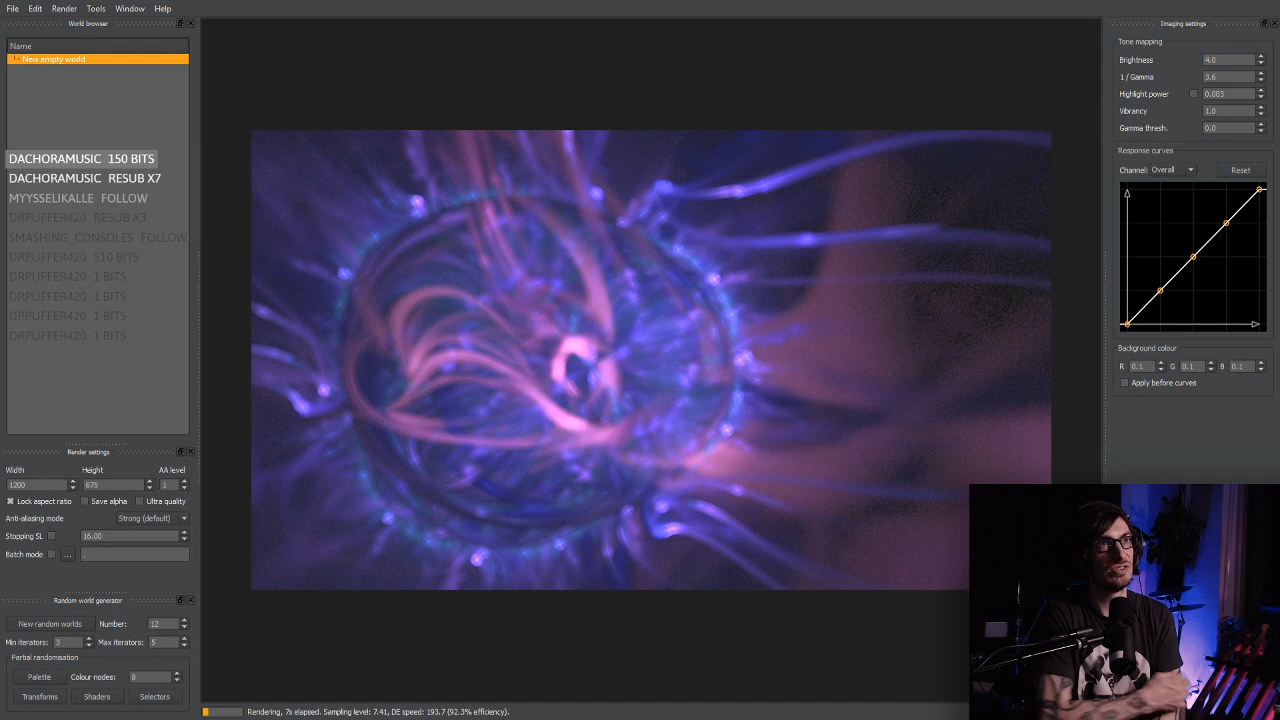 File Edit Render Tools Window Help
World browser
Name
New empty world
DACHORAMUSIC 150 BITS
DACHORAMUSIC RESUB X7
MYYSSELIKALLE FOLLOW
DRPUFFER420 RESUB X3
SMASHING_CONSOLES FOLLOW
DRPUFFER420 510 BITS
DRPUFFER420 1 BITS
DRPUFFER420 1 BITS
DRPUFFER420 1 BITS
DRPUFFER420 1 BITS
Render settings
Width Height AA level
1200 675 1
Lock aspect ratio Save alpha Ultra quality
Anti-aliasing mode Strong (default)
Stopping SL 16.00
Batch mode ... .
Random world generator
New random worlds Number: 12
Min iterators: 3 Max iterators: 5
Partial randomisation
Palette Colour nodes: 8
Transforms Shaders Selectors
Rendering, 7s elapsed. Sampling level: 7.41, DE speed: 193.7 (92.3% efficiency).
Imaging settings
Tone mapping
Brightness 4.0
1 / Gamma 3.6
Highlight power 0.003
Vibrancy 1.0
Gamma thresh. 0.0
Response curves
Channel: Overall Reset
Background colour
R 0.1 G 0.1 B 0.1
Apply before curves